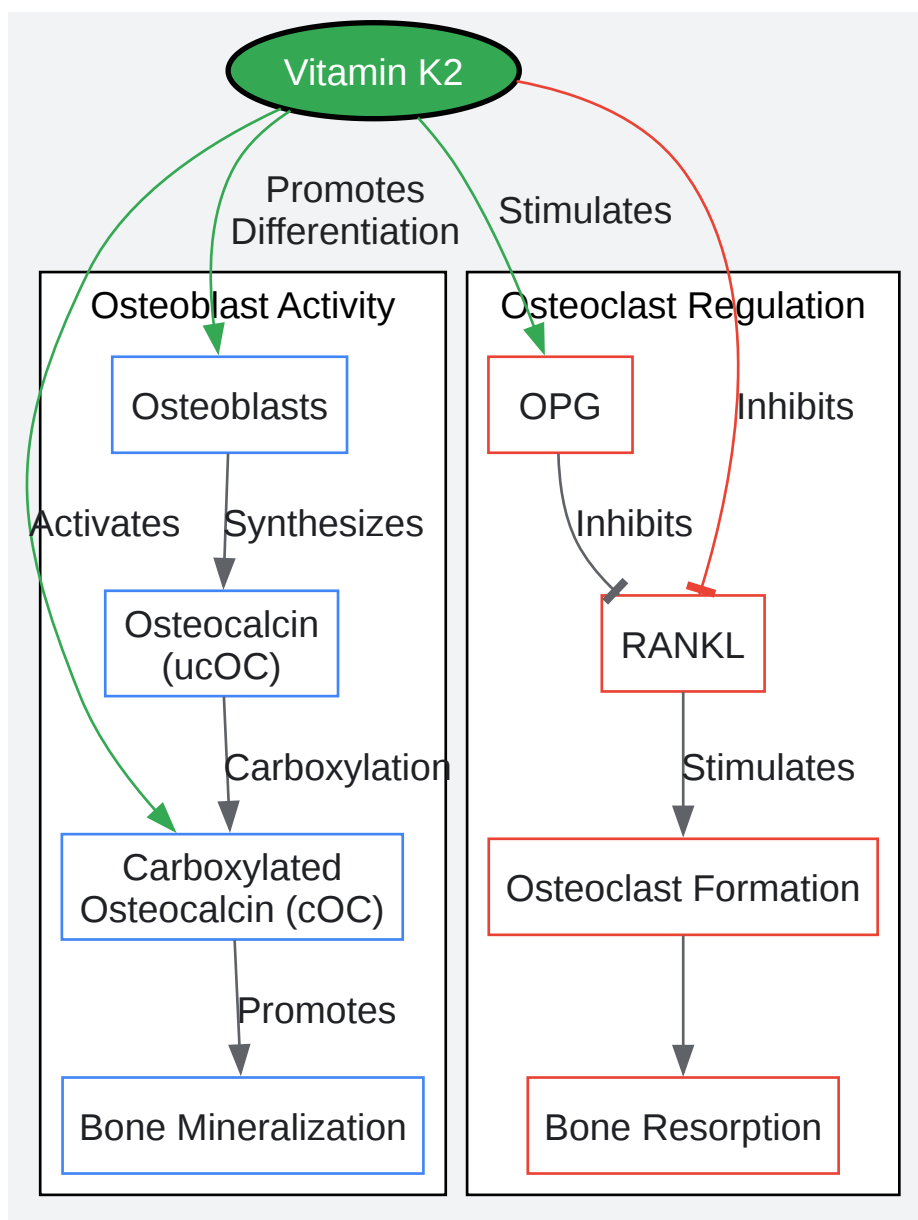 Vitamin K2
Promotes
Differentiation
Stimulates
Osteoblast Activity
Osteoclast Regulation
Osteoblasts
OPG
Inhibits
Activates
Synthesizes
Inhibits
Osteocalcin
(ucOC)
RANKL
Carboxylation
Stimulates
Carboxylated
Osteocalcin (cOC)
Osteoclast Formation
Promotes
Bone Mineralization
Bone Resorption